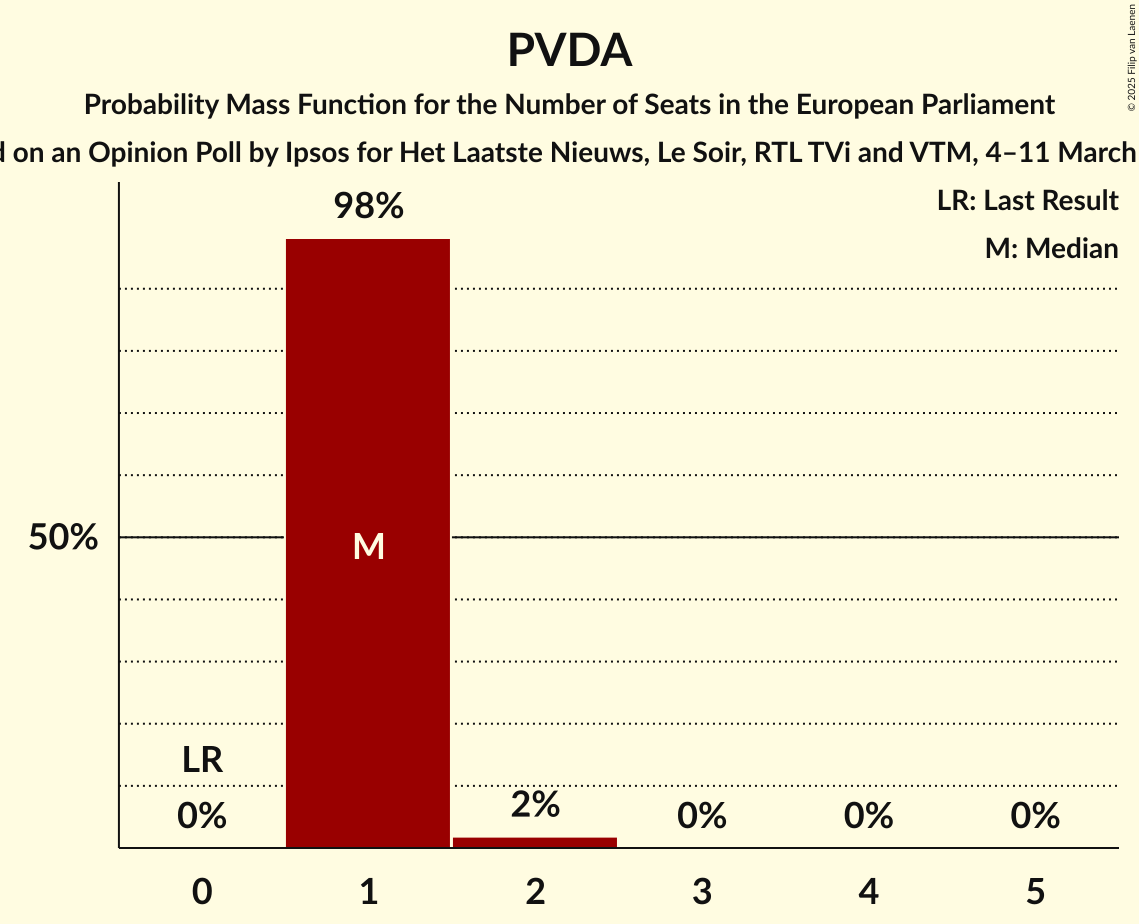 PVDA
Probability Mass Function for the Number of Seats in the European Parliament
on an Opinion Poll by Ipsos for Het Laatste Nieuws, Le Soir, RTL TVi and VTM, 4–11 March
© 2025 Filip van Laenen
LR: Last Result
M: Median
98%
50%
M
LR
0%
2%
0%
0%
0%
0
1
2
3
4
5